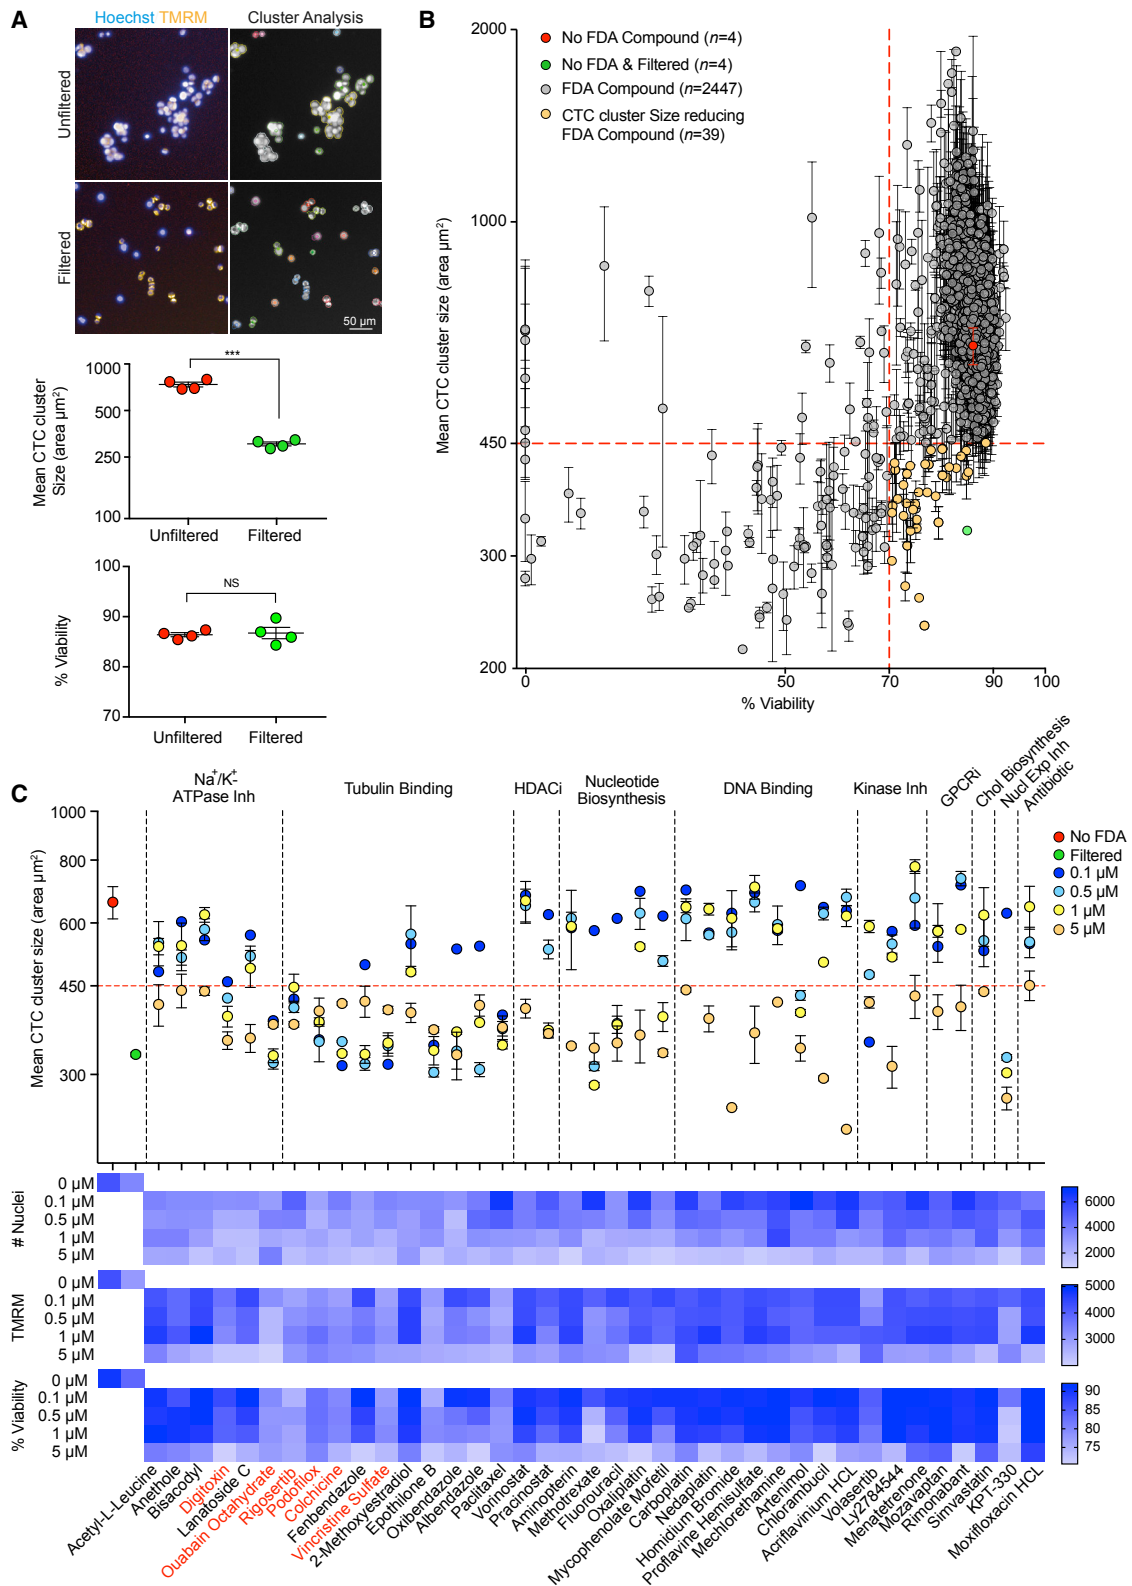 A
Hoechst TMRM
Cluster Analysis
Unfiltered
Filtered
50 µm
Mean CTC cluster
Size (area µm²)
1000
500
250
100
***
Unfiltered
Filtered
% Viability
100
90
80
70
NS
Unfiltered
Filtered
B
No FDA Compound (n=4)
No FDA & Filtered (n=4)
FDA Compound (n=2447)
CTC cluster Size reducing
FDA Compound (n=39)
Mean CTC cluster size (area µm²)
2000
1000
450
300
200
0
50
70
90
100
% Viability
C
Na⁺/K⁺-
ATPase Inh
Tubulin Binding
HDACi
Nucleotide
Biosynthesis
DNA Binding
Kinase Inh
GPCRi
Chol Biosynthesis
Nucl Exp Inh
Antibiotic
Mean CTC cluster size (area µm²)
1000
800
600
450
300
No FDA
Filtered
0.1 µM
0.5 µM
1 µM
5 µM
# Nuclei
0 µM
0.1 µM
0.5 µM
1 µM
5 µM
6000
4000
2000
TMRM
0 µM
0.1 µM
0.5 µM
1 µM
5 µM
5000
4000
3000
% Viability
0 µM
0.1 µM
0.5 µM
1 µM
5 µM
90
85
80
75
Acetyl-L-Leucine
Anethole
Bisacodyl
Digitoxin
Lanatoside C
Ouabain Octahydrate
Rigosertib
Podofilox
Colchicine
Fenbendazole
Vincristine Sulfate
2-Methoxyestradiol
Epothilone B
Oxibendazole
Albendazole
Paclitaxel
Vorinostat
Pracinostat
Aminopterin
Methotrexate
Fluorouracil
Oxaliplatin
Mycophenolate Mofetil
Carboplatin
Nedaplatin
Homidium Bromide
Proflavine Hemisulfate
Mechlorethamine
Artenimol
Chlorambucil
Acriflavinium HCL
Volasertib
Ly2784544
Menatetrenone
Mozavaptan
Rimonabant
Simvastatin
KPT-330
Moxifloxacin HCL